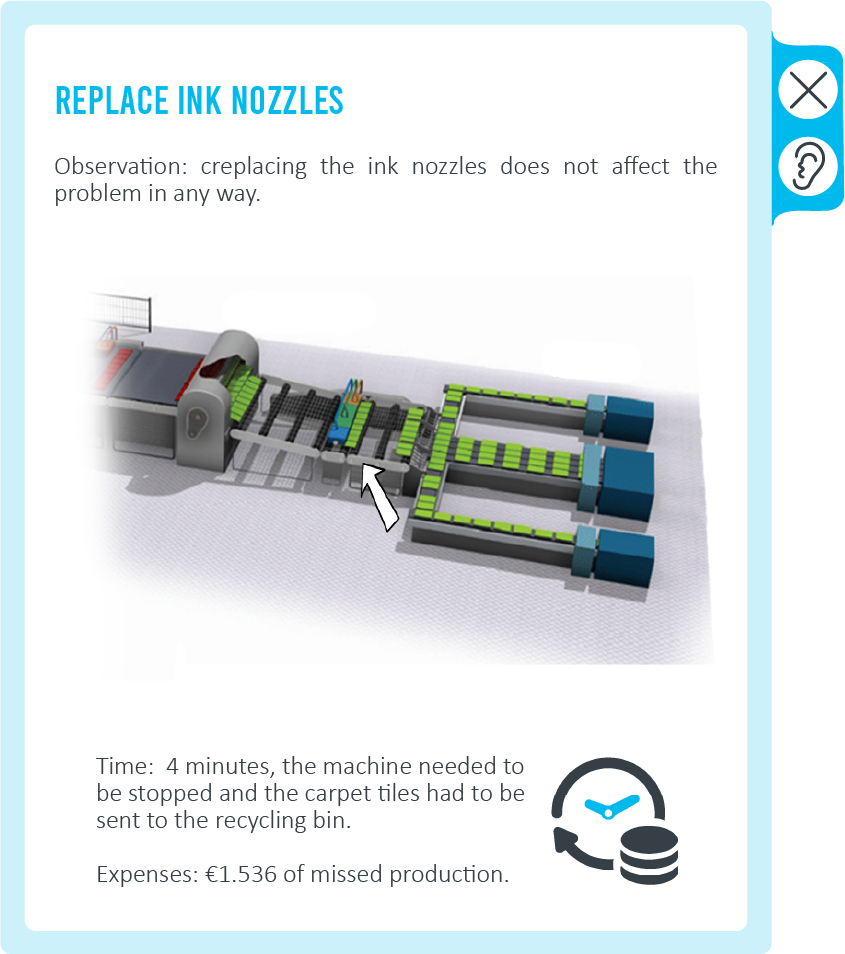 REPLACE INK NOZZLES
Observation: creplacing the ink nozzles does not affect the
problem in any way.
Time:  4 minutes, the machine needed to
be stopped and the carpet tiles had to be
sent to the recycling bin.
Expenses: €1.536 of missed production.